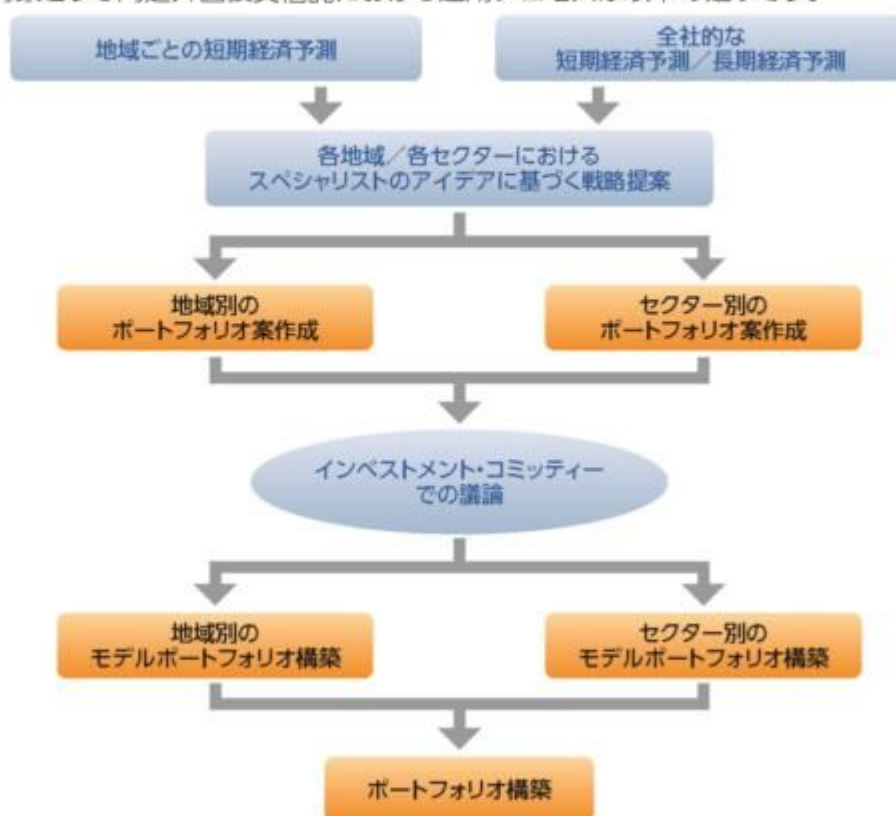 地域ごとの短期経済予測
全社的な
短期経済予測／長期経済予測
各地域／各セクターにおける
スペシャリストのアイデアに基づく戦略提案
地域別の
ポートフォリオ案作成
セクター別の
ポートフォリオ案作成
インベストメント・コミッティー
での議論
地域別の
モデルポートフォリオ構築
セクター別の
モデルポートフォリオ構築
ポートフォリオ構築